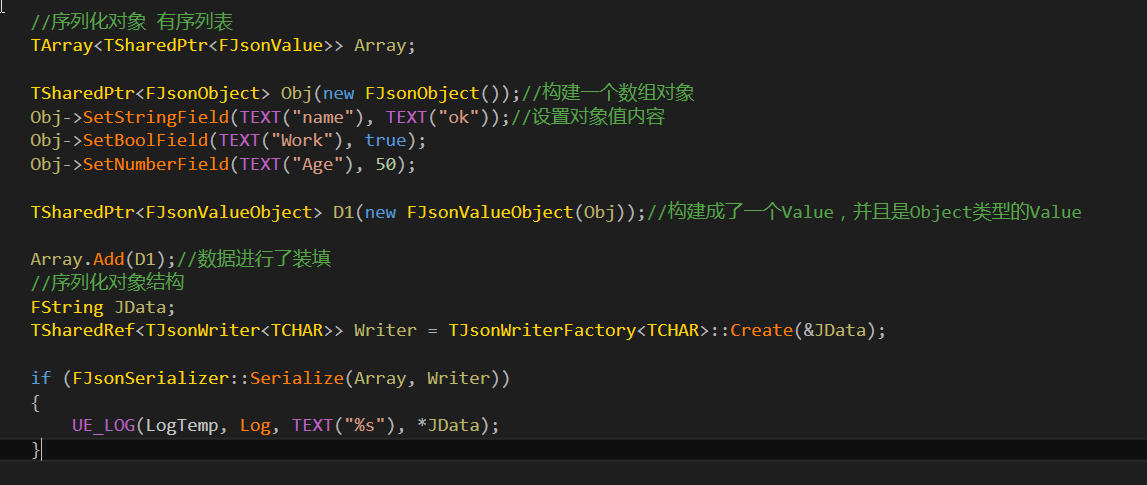 //序列化对象 有序列表
TArray<TSharedPtr<FJsonValue>> Array;
TSharedPtr<FJsonObject> Obj(new FJsonObject());//构建一个数组对象
Obj->SetStringField(TEXT("name"), TEXT("ok"));//设置对象值内容
Obj->SetBoolField(TEXT("Work"), true);
Obj->SetNumberField(TEXT("Age"), 50);
TSharedPtr<FJsonValueObject> D1(new FJsonValueObject(Obj));//构建成了一个Value，并且是Object类型的Value
Array.Add(D1);//数据进行了装填
//序列化对象结构
FString JData;
TSharedRef<TJsonWriter<TCHAR>> Writer = TJsonWriterFactory<TCHAR>::Create(&JData);
if (FJsonSerializer::Serialize(Array, Writer))
{
    UE_LOG(LogTemp, Log, TEXT("%s"), *JData);
}